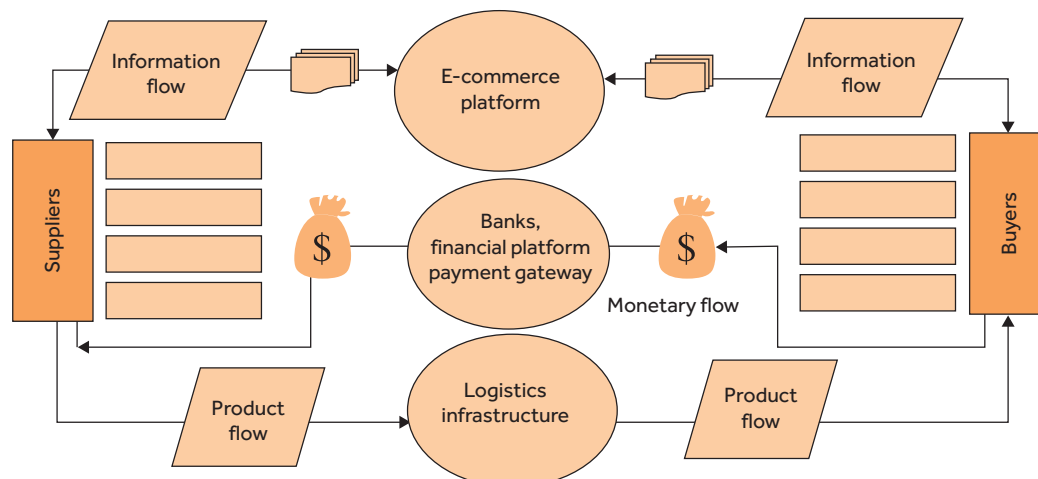 Information
flow
E-commerce
platform
Information
flow
Suppliers
$
Banks,
financial platform
payment gateway
$
Monetary flow
Buyers
Product
flow
Logistics
infrastructure
Product
flow